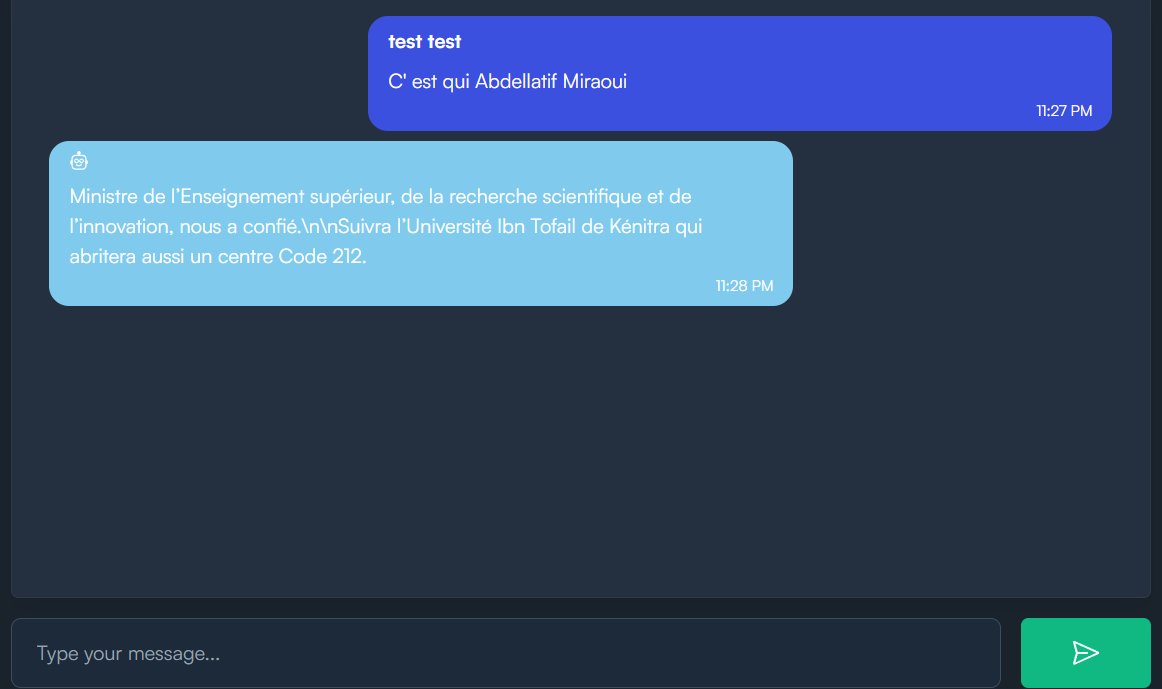 test test
C' est qui Abdellatif Miraoui
11:27 PM
Ministre de l’Enseignement supérieur, de la recherche scientifique et de
l’innovation, nous a confié.\n\nSuivra l’Université Ibn Tofail de Kénitra qui
abritera aussi un centre Code 212.
11:28 PM
Type your message...